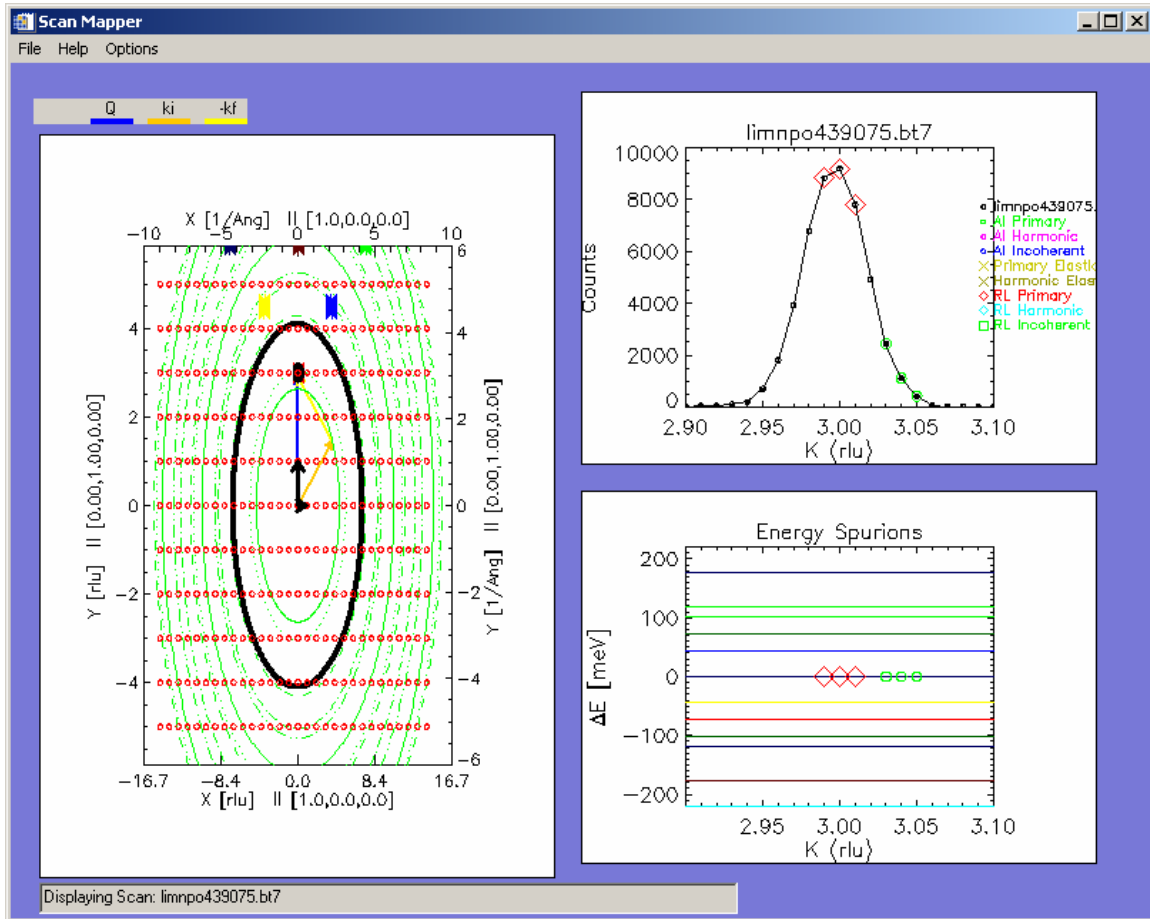 Scan Mapper
File Help Options
Q ki -kf
X [1/Ang] || [1.0,0.0,0.0]
-10 -5 0 5 10
6
4 4
2 2
0 0
-2 -2
-4 -4
-6
Y [rlu] || [0.00,1.00,0.00]
Y [1/Ang] || [0.00,1.00,0.00]
-16.7 -8.4 0.0 8.4 16.7
X [rlu] || [1.0,0.0,0.0]
limnpo439075.bt7
10000
8000
6000
4000
2000
0
Counts
2.90 2.95 3.00 3.05 3.10
K (rlu)
limnpo439075.
Al Primary
Al Harmonic
Al Incoherent
Primary Elastic
Harmonic Elas
RL Primary
RL Harmonic
RL Incoherent
Energy Spurions
200
100
0
-100
-200
ΔE [meV]
2.95 3.00 3.05 3.10
K (rlu)
Displaying Scan: limnpo439075.bt7